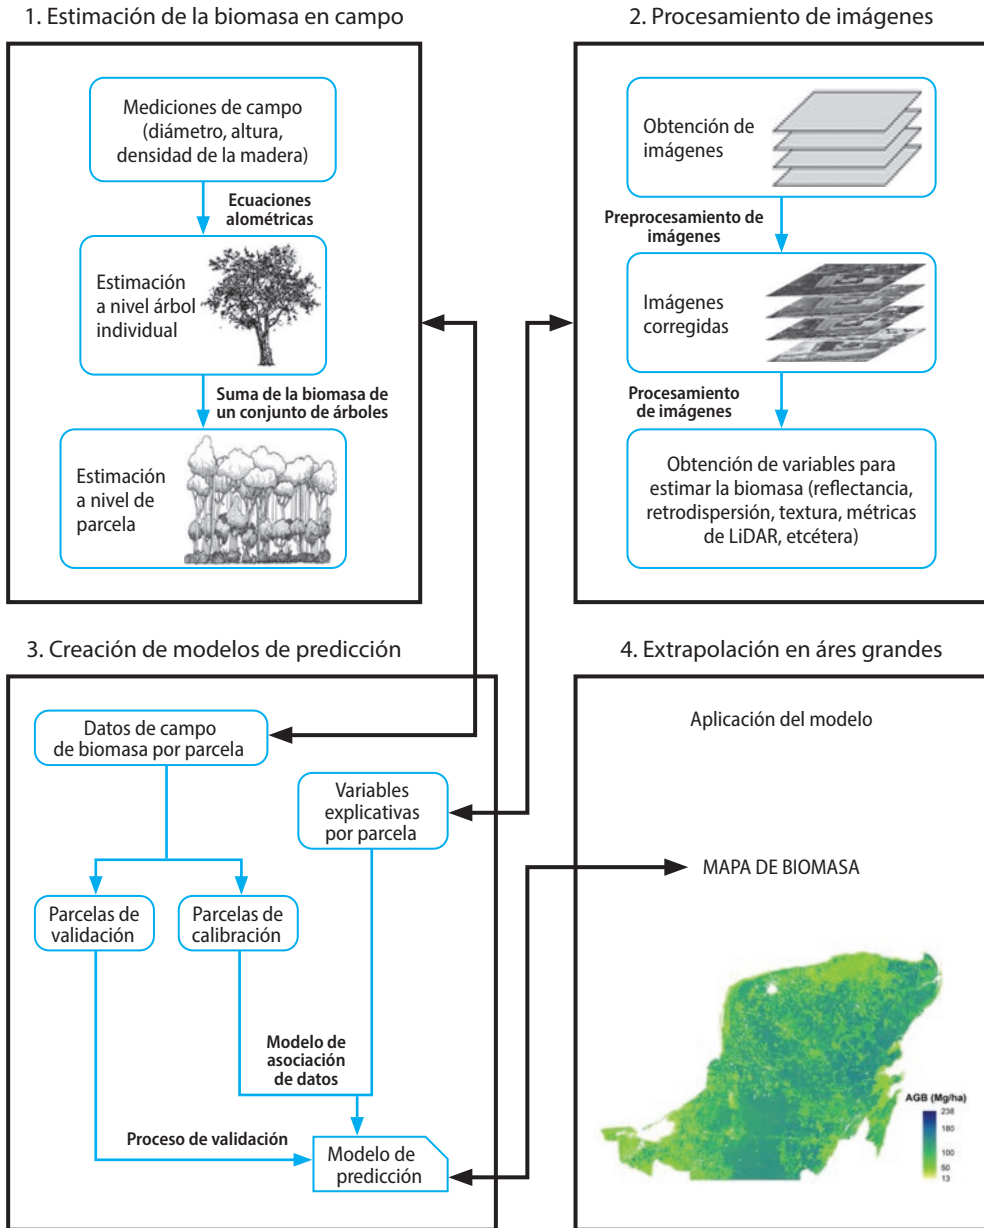 1. Estimación de la biomasa en campo
Mediciones de campo
(diámetro, altura,
densidad de la madera)
Ecuaciones
alométricas
Estimación
a nivel árbol
individual
Suma de la biomasa de
un conjunto de árboles
Estimación
a nivel de
parcela
2. Procesamiento de imágenes
Obtención de
imágenes
Preprocesamiento de
imágenes
Imágenes
corregidas
Procesamiento
de imágenes
Obtención de variables para
estimar la biomasa (reflectancia,
retrodispersión, textura, métricas
de LiDAR, etcétera)
3. Creación de modelos de predicción
Datos de campo
de biomasa por parcela
Variables
explicativas
por parcela
Parcelas de
validación
Parcelas de
calibración
Modelo de
asociación
de datos
Proceso de validación
Modelo de
predicción
4. Extrapolación en áres grandes
Aplicación del modelo
MAPA DE BIOMASA
AGB (Mg/ha)
238
180
100
50
13